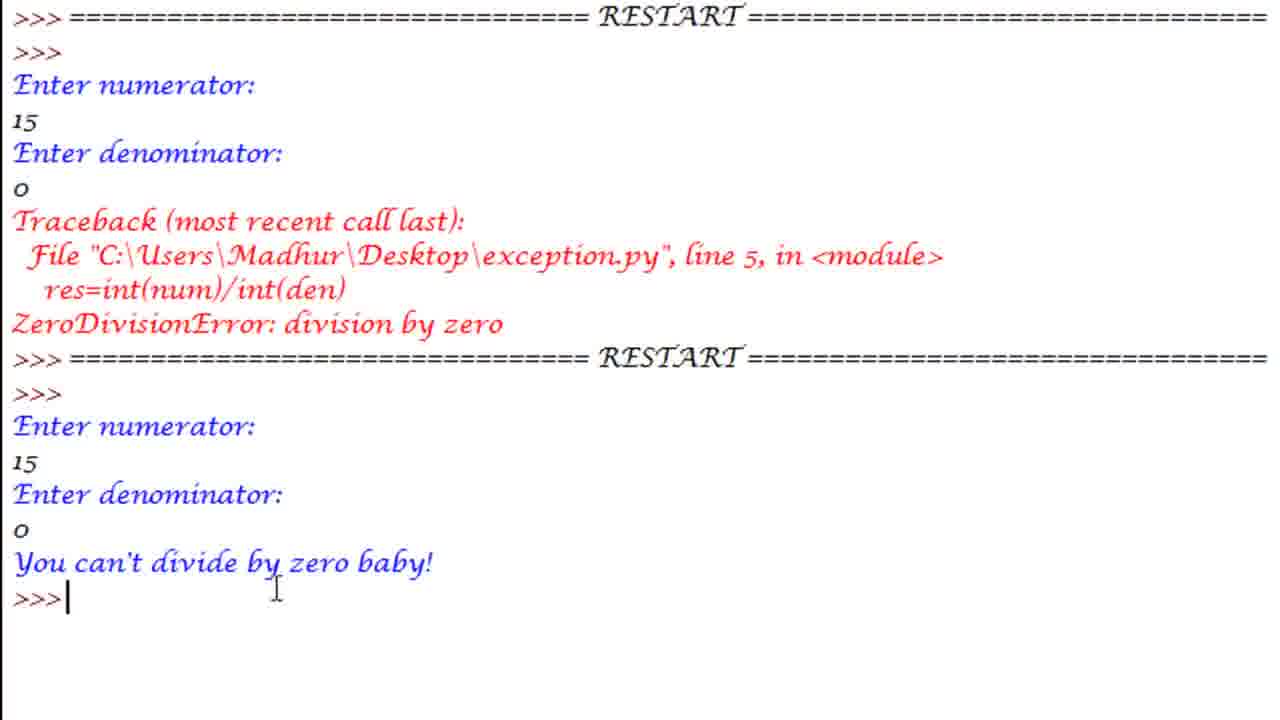 >>> ================================ RESTART ================================
>>>
Enter numerator:
15
Enter denominator:
0
Traceback (most recent call last):
  File "C:\Users\Madhur\Desktop\exception.py", line 5, in <module>
    res=int(num)/int(den)
ZeroDivisionError: division by zero
>>> ================================ RESTART ================================
>>>
Enter numerator:
15
Enter denominator:
0
You can't divide by zero baby!
>>>